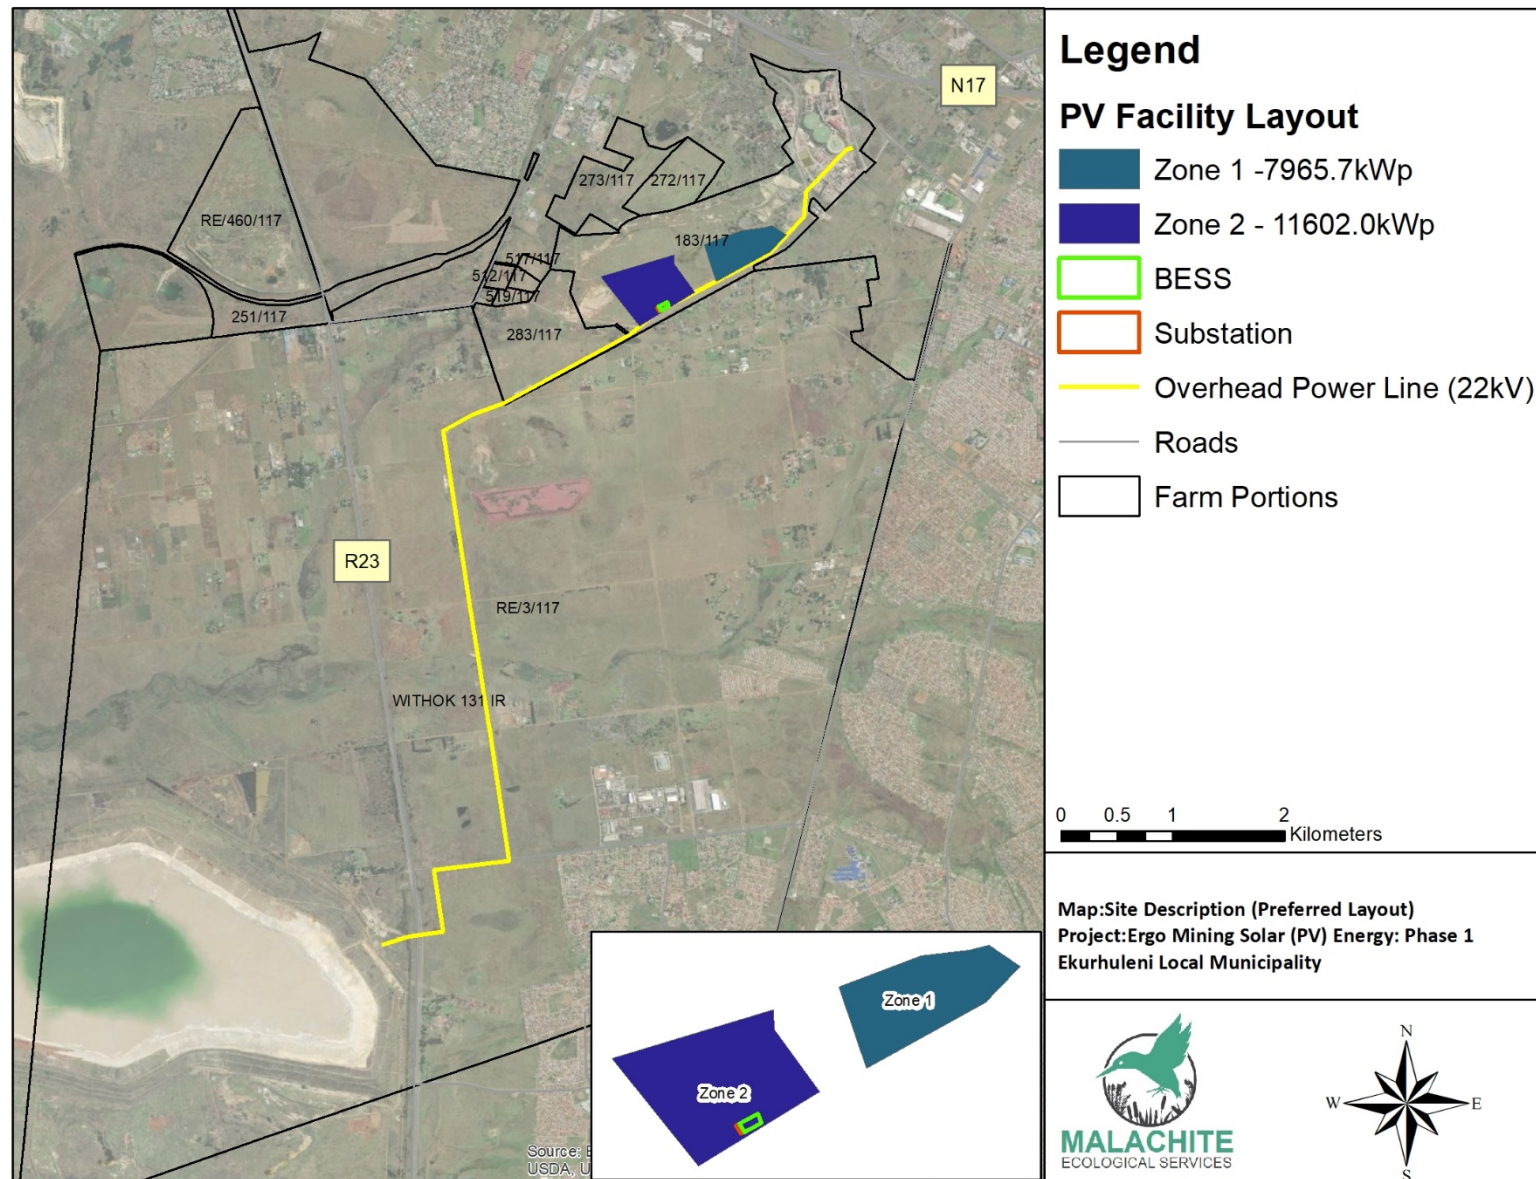 N17
273/117
272/117
RE/460/117
183/117
517/117
512/117
519/117
251/117
283/117
R23
RE/3/117
WITHOK 131 IR
Zone 1
Zone 2
Source: E
USDA, U
Legend
PV Facility Layout
Zone 1 -7965.7kWp
Zone 2 - 11602.0kWp
BESS
Substation
Overhead Power Line (22kV)
Roads
Farm Portions
0 0.5 1 2
Kilometers
Map:Site Description (Preferred Layout)
Project:Ergo Mining Solar (PV) Energy: Phase 1
Ekurhuleni Local Municipality
MALACHITE
ECOLOGICAL SERVICES
N
W E
S